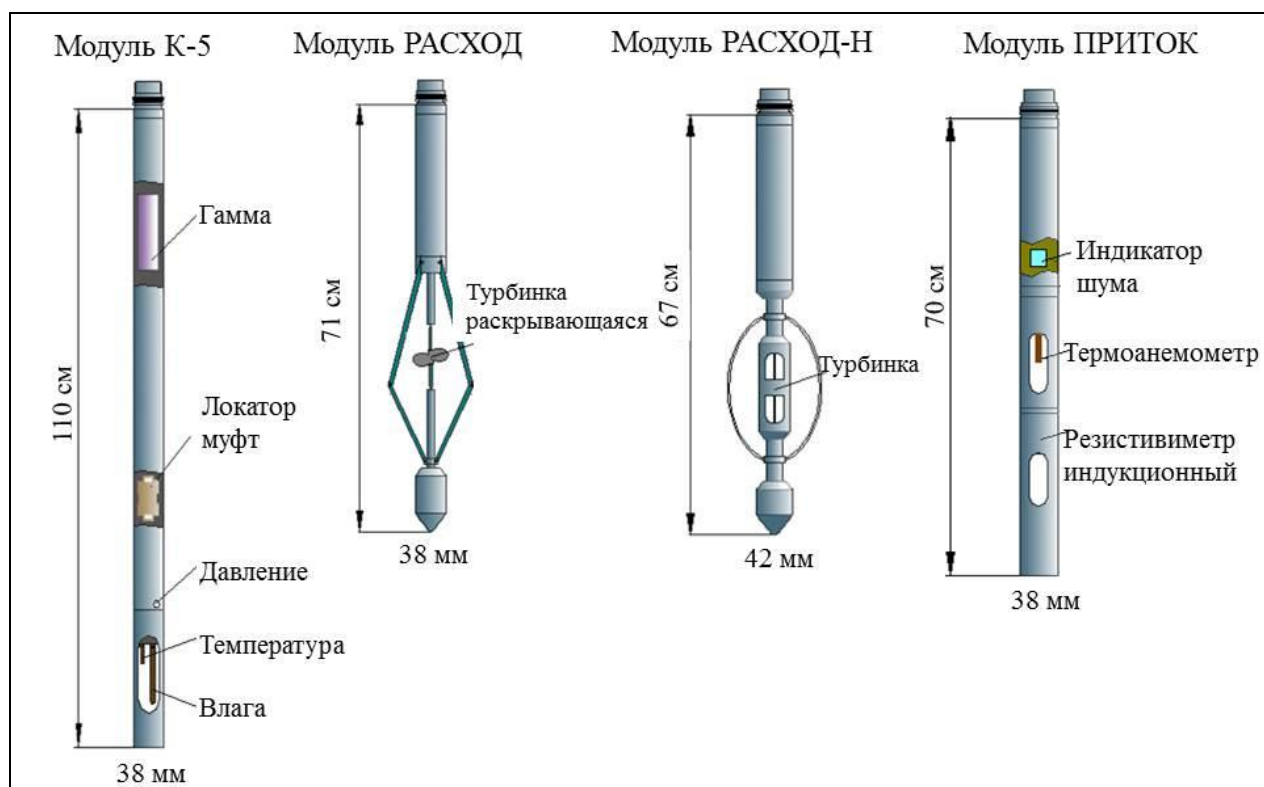 Модуль К-5
Модуль РАСХОД
Модуль РАСХОД-Н
Модуль ПРИТОК
110 см
Гамма
Локатор
муфт
Давление
Температура
Влага
38 мм
71 см
Турбинка
раскрывающаяся
38 мм
67 см
Турбинка
42 мм
70 см
Индикатор
шума
Термоанемометр
Резистивиметр
индукционный
38 мм